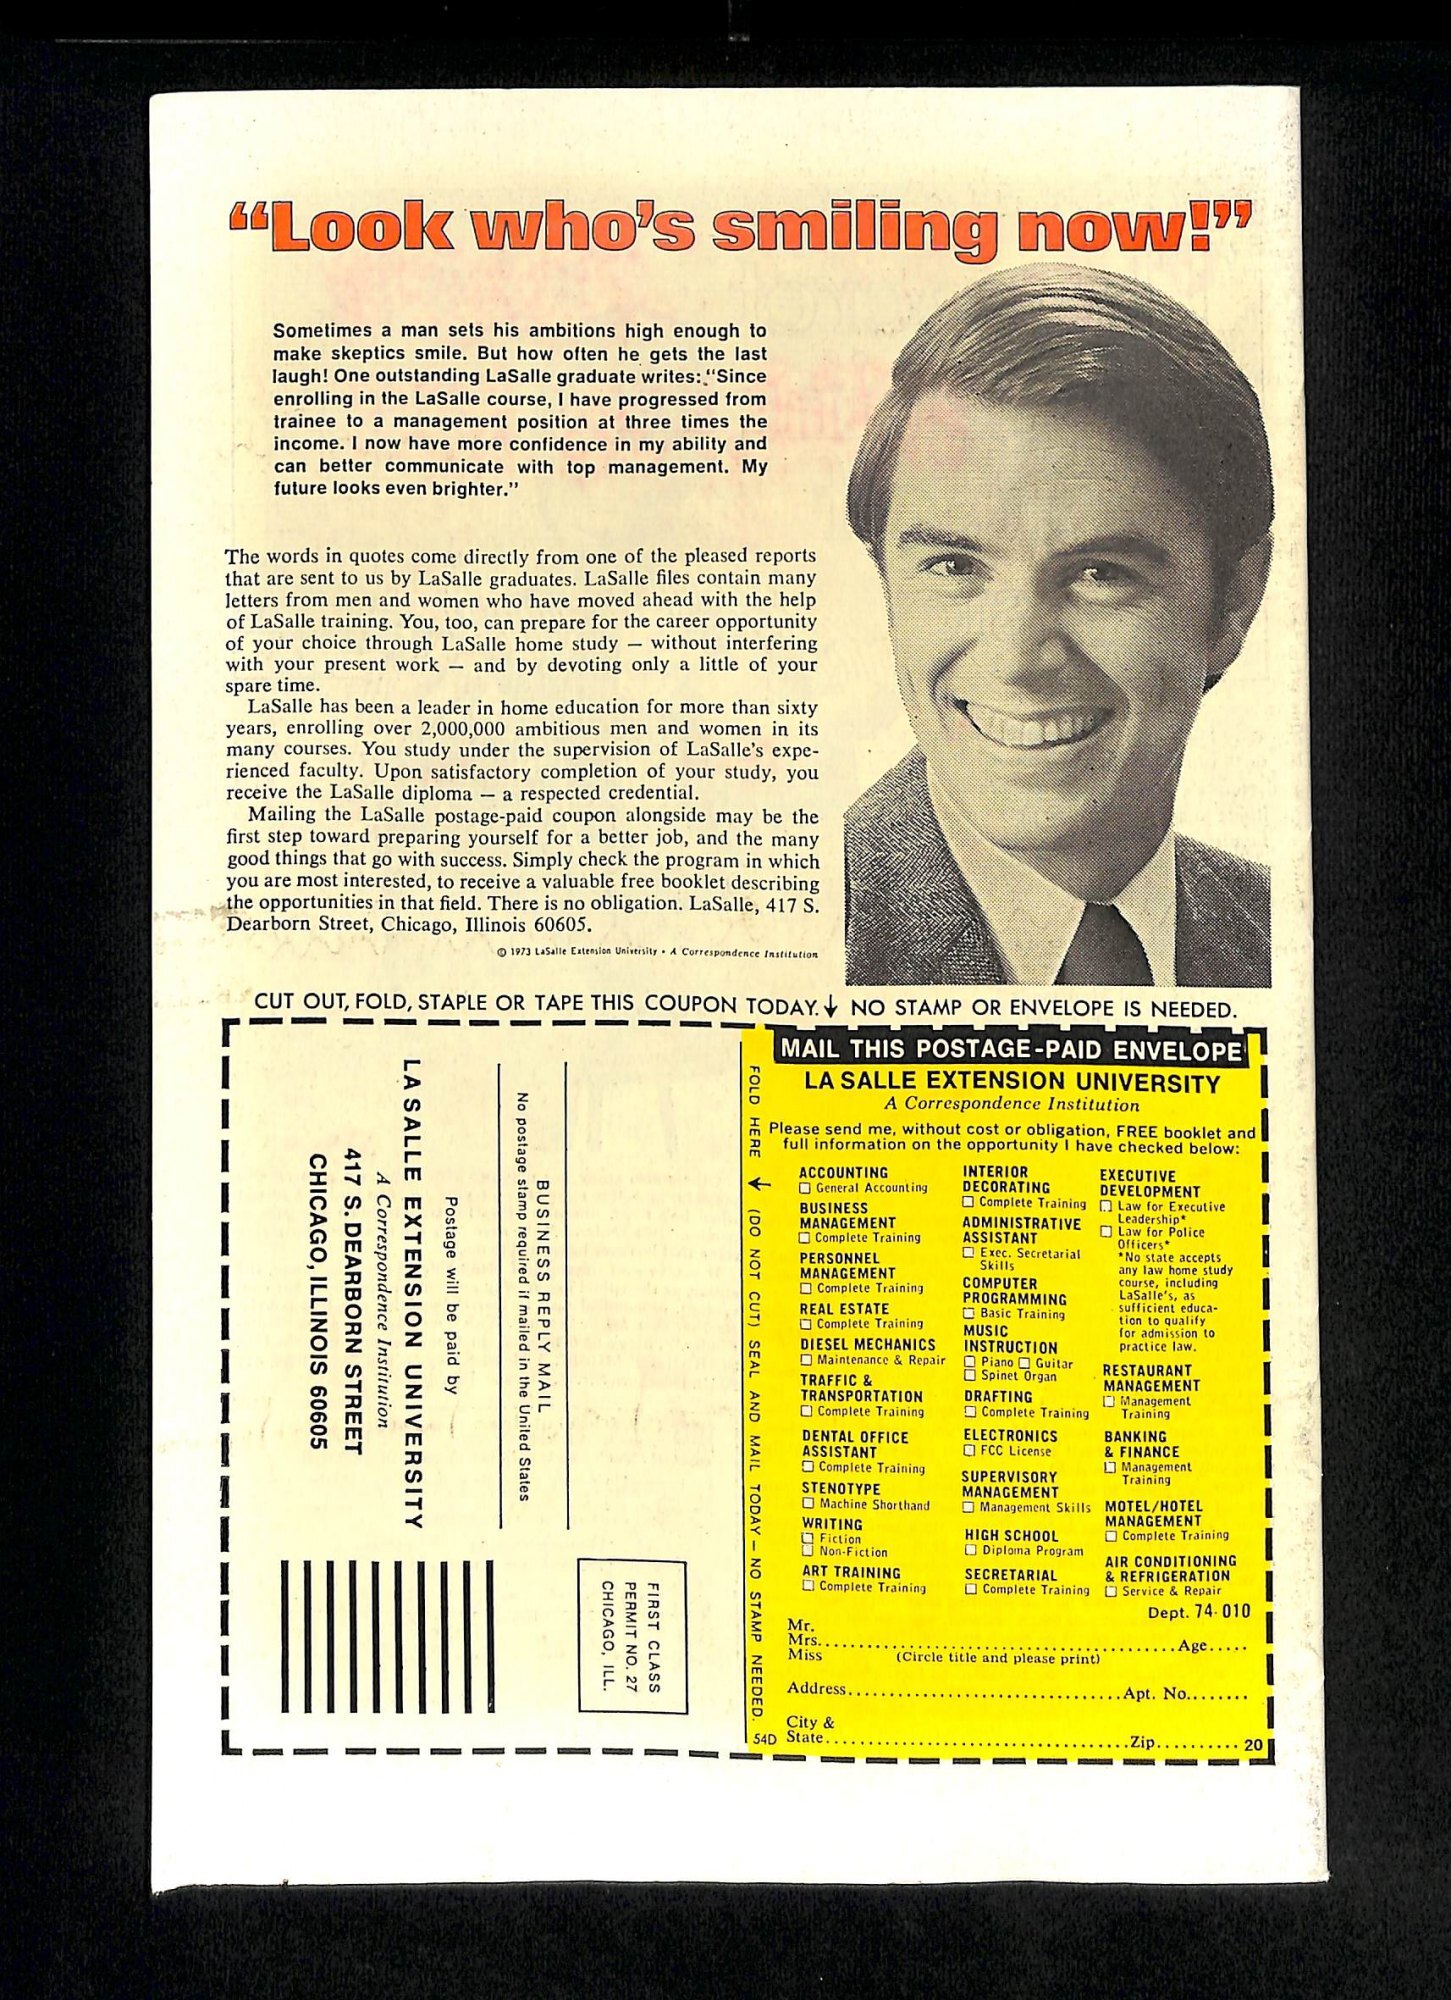 “Look who's smiling now!”
Sometimes a man sets his ambitions high enough to
make skeptics smile. But how often he gets the last
laugh! One outstanding LaSalle graduate writes: “Since
enrolling in the LaSalle course, I have progressed from
trainee to a management position at three times the
income. I now have more confidence in my ability and
can better communicate with top management. My
future looks even brighter.”
The words in quotes come directly from one of the pleased reports
that are sent to us by LaSalle graduates. LaSalle files contain many
letters from men and women who have moved ahead with the help
of LaSalle training. You, too, can prepare for the career opportunity
of your choice through LaSalle home study — without interfering
with your present work — and by devoting only a little of your
spare time.
LaSalle has been a leader in home education for more than sixty
years, enrolling over 2,000,000 ambitious men and women in its
many courses. You study under the supervision of LaSalle's expe-
rienced faculty. Upon satisfactory completion of your study, you
receive the LaSalle diploma — a respected credential.
Mailing the LaSalle postage-paid coupon alongside may be the
first step toward preparing yourself for a better job, and the many
good things that go with success. Simply check the program in which
you are most interested, to receive a valuable free booklet describing
the opportunities in that field. There is no obligation. LaSalle, 417 S.
Dearborn Street, Chicago, Illinois 60605.
© 1973 LaSalle Extension University • A Correspondence Institution
CUT OUT, FOLD, STAPLE OR TAPE THIS COUPON TODAY. ↓ NO STAMP OR ENVELOPE IS NEEDED.
FIRST CLASS
PERMIT NO. 27
CHICAGO, ILL.
BUSINESS REPLY MAIL
No postage stamp required if mailed in the United States
Postage will be paid by
LA SALLE EXTENSION UNIVERSITY
A Correspondence Institution
417 S. DEARBORN STREET
CHICAGO, ILLINOIS 60605
FOLD HERE (DO NOT CUT) SEAL AND MAIL TODAY — NO STAMP NEEDED.
MAIL THIS POSTAGE-PAID ENVELOPE
LA SALLE EXTENSION UNIVERSITY
A Correspondence Institution
Please send me, without cost or obligation, FREE booklet and
full information on the opportunity I have checked below:
ACCOUNTING
☐ General Accounting
BUSINESS
MANAGEMENT
☐ Complete Training
PERSONNEL
MANAGEMENT
☐ Complete Training
REAL ESTATE
☐ Complete Training
DIESEL MECHANICS
☐ Maintenance & Repair
TRAFFIC &
TRANSPORTATION
☐ Complete Training
DENTAL OFFICE
ASSISTANT
☐ Complete Training
STENOTYPE
☐ Machine Shorthand
WRITING
☐ Fiction
☐ Non-Fiction
ART TRAINING
☐ Complete Training
INTERIOR
DECORATING
☐ Complete Training
ADMINISTRATIVE
ASSISTANT
☐ Exec. Secretarial
Skills
COMPUTER
PROGRAMMING
☐ Basic Training
MUSIC
INSTRUCTION
☐ Piano ☐ Guitar
☐ Spinet Organ
DRAFTING
☐ Complete Training
ELECTRONICS
☐ FCC License
SUPERVISORY
MANAGEMENT
☐ Management Skills
HIGH SCHOOL
☐ Diploma Program
SECRETARIAL
☐ Complete Training
EXECUTIVE
DEVELOPMENT
☐ Law for Executive
Leadership*
☐ Law for Police
Officers*
*No state accepts
any law home study
course, including
LaSalle's, as
sufficient educa-
tion to qualify
for admission to
practice law.
RESTAURANT
MANAGEMENT
☐ Management
Training
BANKING
& FINANCE
☐ Management
Training
MOTEL/HOTEL
MANAGEMENT
☐ Complete Training
AIR CONDITIONING
& REFRIGERATION
☐ Service & Repair
Dept. 74-010
Mr.
Mrs. Age
Miss (Circle title and please print)
Address Apt. No.
City &
State Zip 20
54D